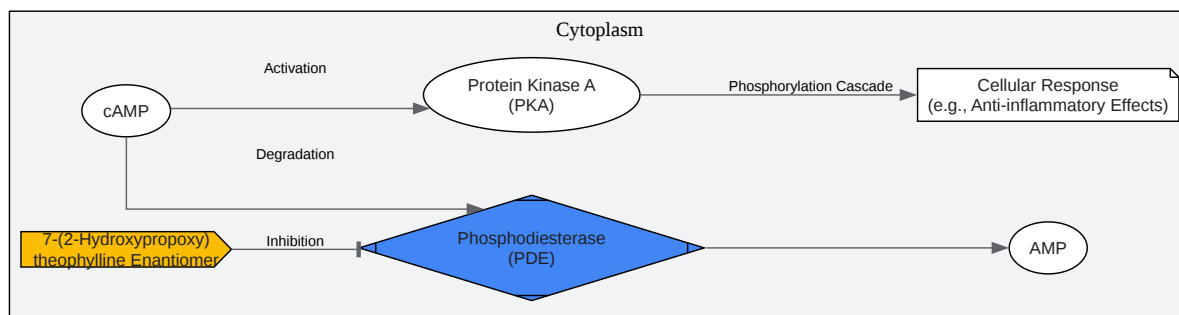 Cytoplasm
Activation
Protein Kinase A
(PKA)
Phosphorylation Cascade
Cellular Response
(e.g., Anti-inflammatory Effects)
cAMP
Degradation
7-(2-Hydroxypropoxy)
theophylline Enantiomer
Inhibition
Phosphodiesterase
(PDE)
AMP